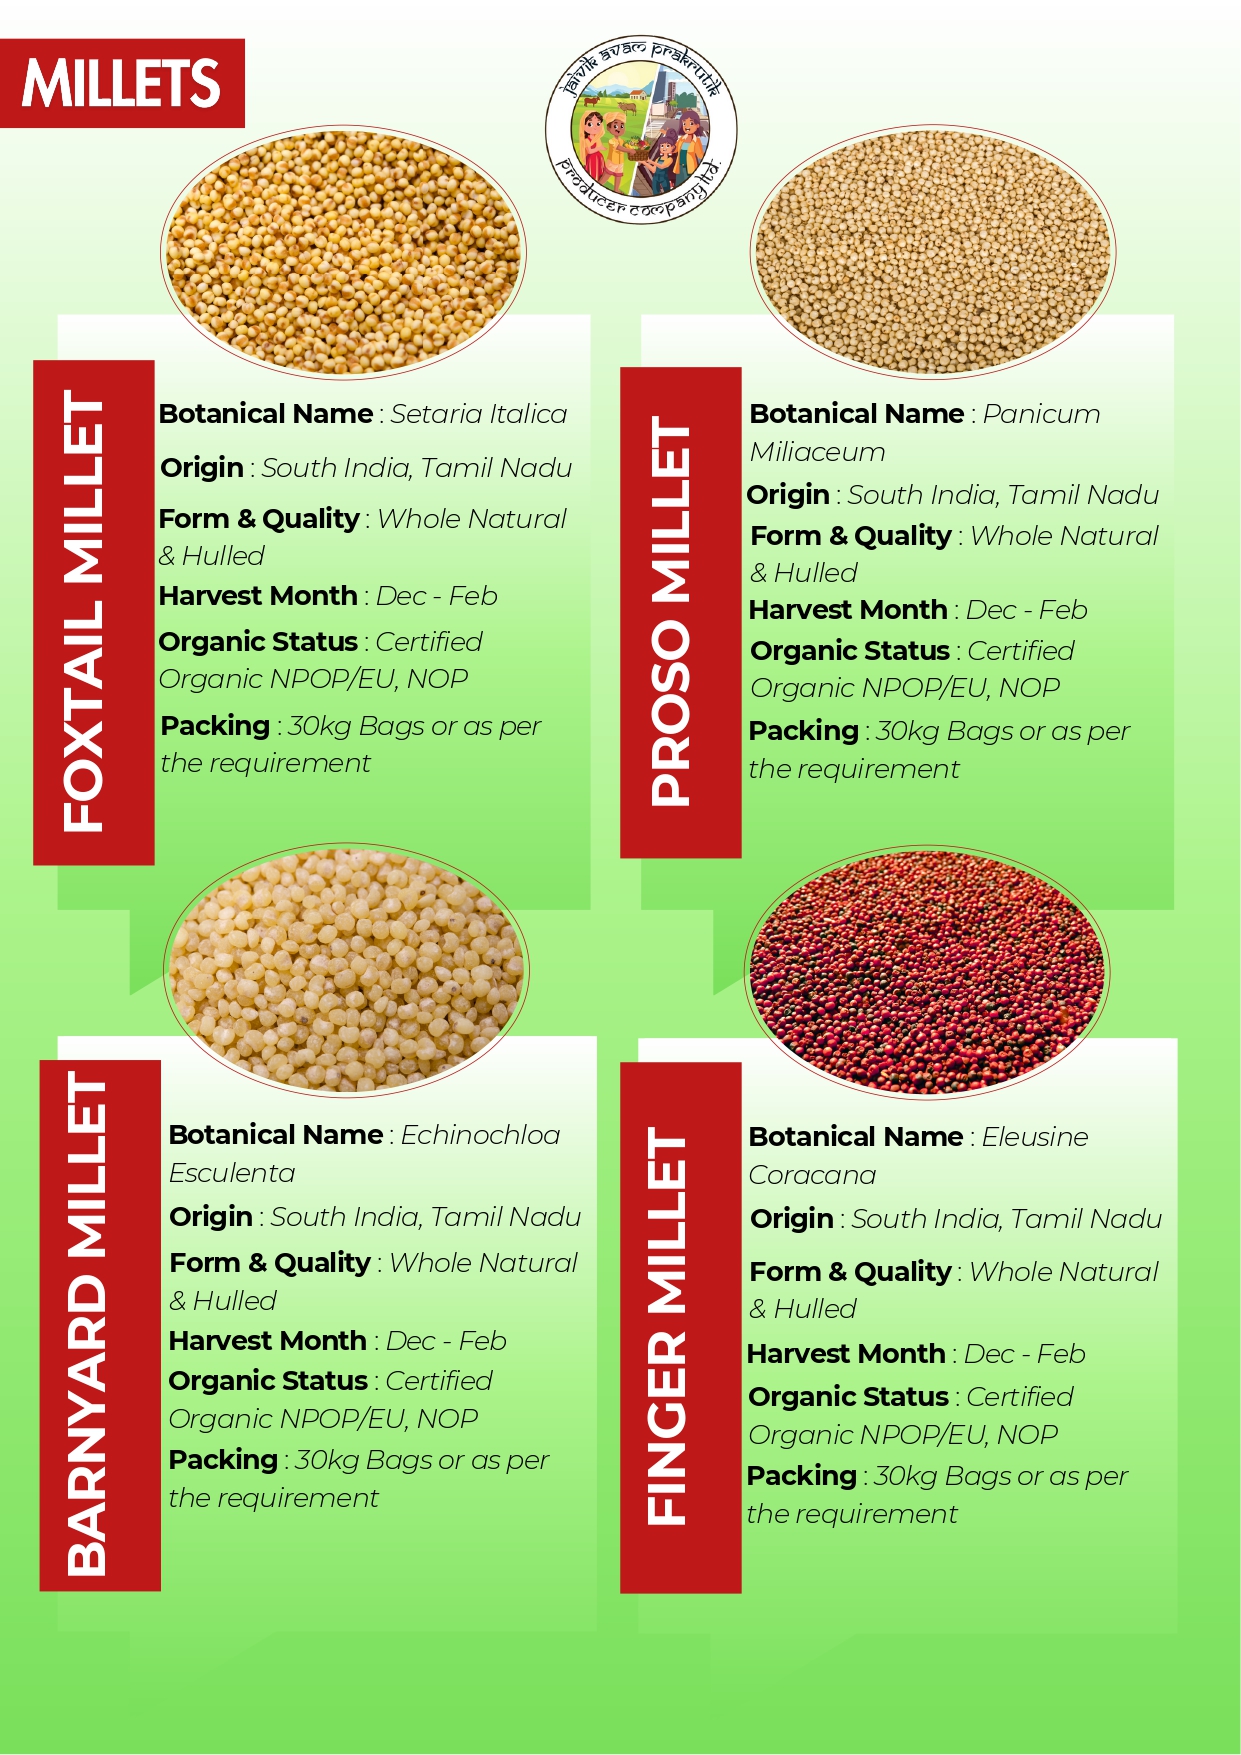 MILLETS
jaivik avam prakrutik
producer company ltd.
FOXTAIL MILLET
Botanical Name : Setaria Italica
Origin : South India, Tamil Nadu
Form & Quality : Whole Natural
& Hulled
Harvest Month : Dec - Feb
Organic Status : Certified
Organic NPOP/EU, NOP
Packing : 30kg Bags or as per
the requirement
PROSO MILLET
Botanical Name : Panicum
Miliaceum
Origin : South India, Tamil Nadu
Form & Quality : Whole Natural
& Hulled
Harvest Month : Dec - Feb
Organic Status : Certified
Organic NPOP/EU, NOP
Packing : 30kg Bags or as per
the requirement
BARNYARD MILLET
Botanical Name : Echinochloa
Esculenta
Origin : South India, Tamil Nadu
Form & Quality : Whole Natural
& Hulled
Harvest Month : Dec - Feb
Organic Status : Certified
Organic NPOP/EU, NOP
Packing : 30kg Bags or as per
the requirement
FINGER MILLET
Botanical Name : Eleusine
Coracana
Origin : South India, Tamil Nadu
Form & Quality : Whole Natural
& Hulled
Harvest Month : Dec - Feb
Organic Status : Certified
Organic NPOP/EU, NOP
Packing : 30kg Bags or as per
the requirement